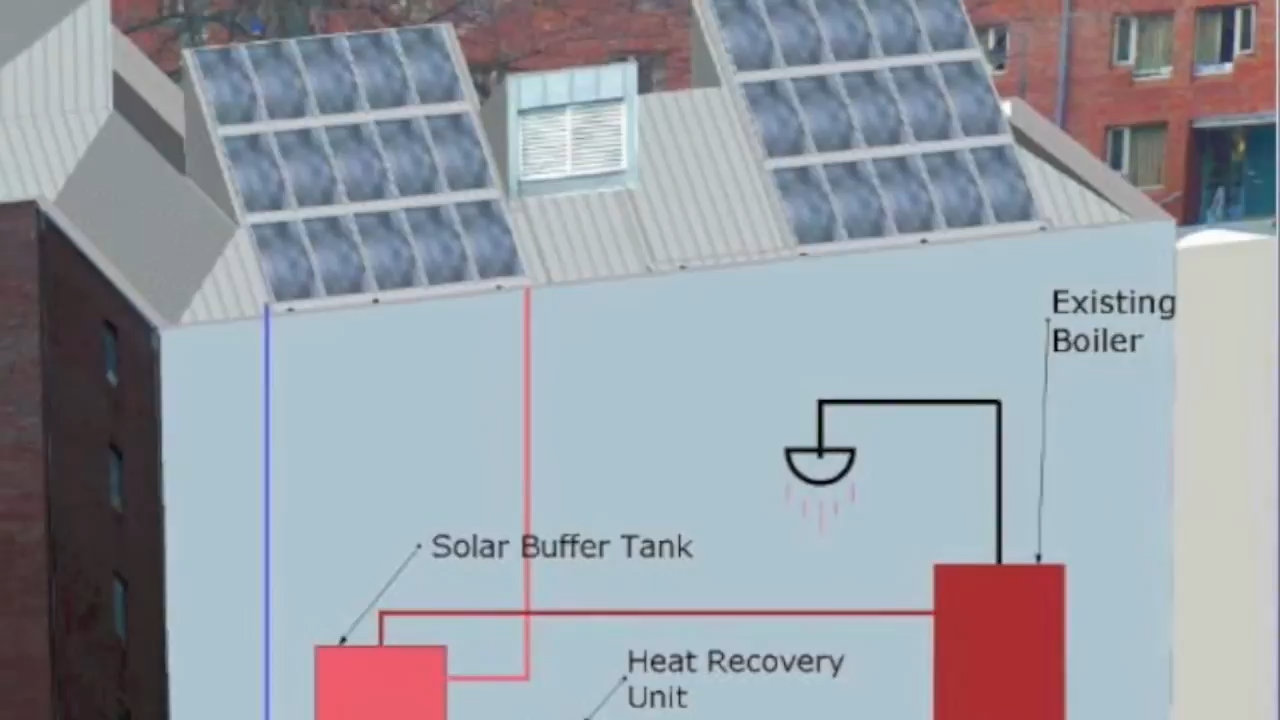 Existing
Boiler
Solar Buffer Tank
Heat Recovery
Unit